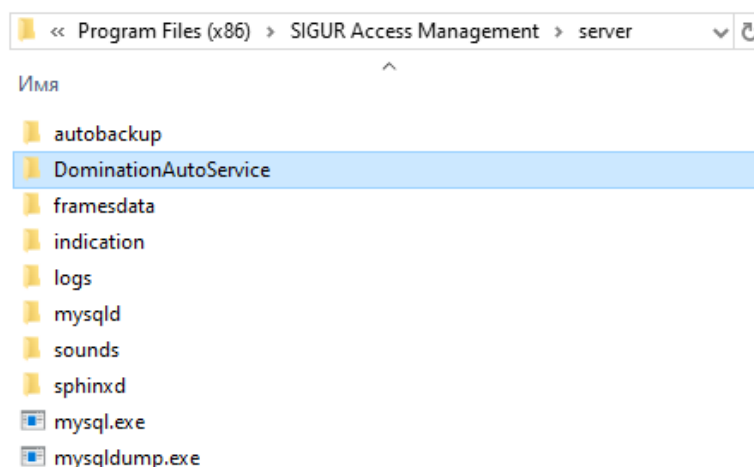 « Program Files (x86) › SIGUR Access Management › server
Имя
autobackup
DominationAutoService
framesdata
indication
logs
mysqld
sounds
sphinxd
mysql.exe
mysqldump.exe